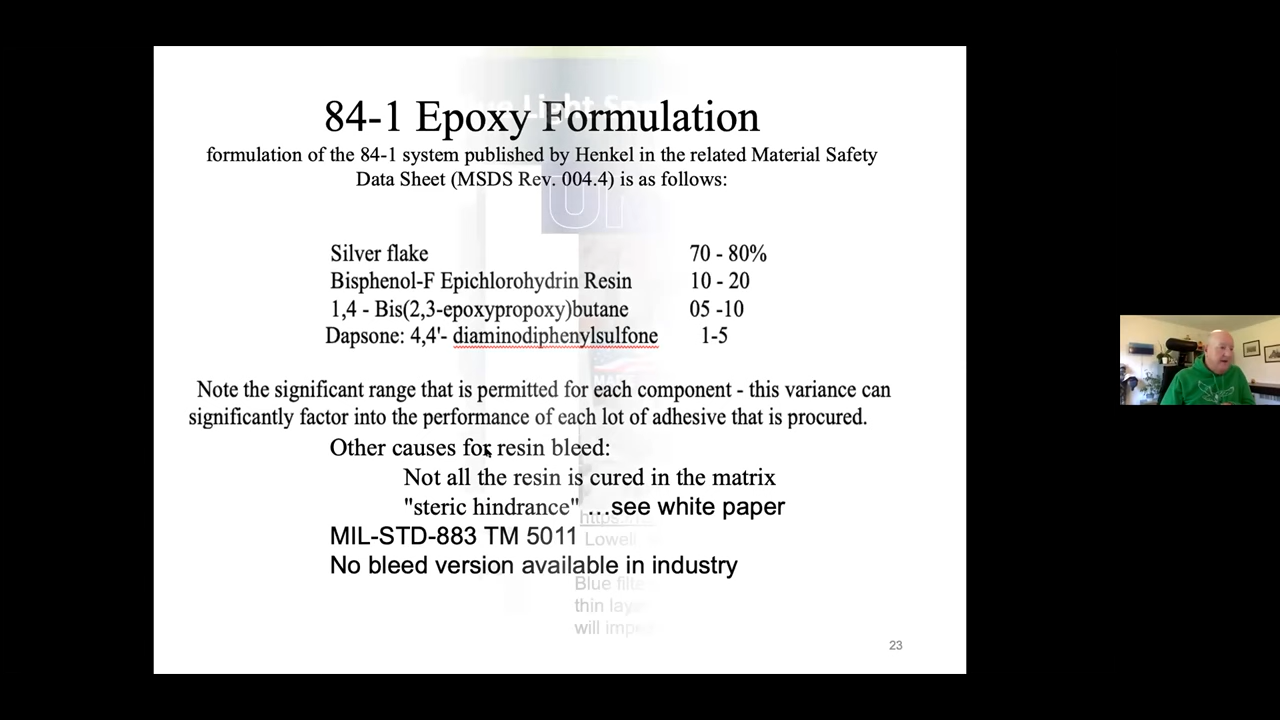 84-1 Epoxy Formulation
formulation of the 84-1 system published by Henkel in the related Material Safety
Data Sheet (MSDS Rev. 004.4) is as follows:
Silver flake 70 - 80%
Bisphenol-F Epichlorohydrin Resin 10 - 20
1,4 - Bis(2,3-epoxypropoxy)butane 05 -10
Dapsone: 4,4'- diaminodiphenylsulfone 1-5
Note the significant range that is permitted for each component - this variance can
significantly factor into the performance of each lot of adhesive that is procured.
Other causes for resin bleed:
Not all the resin is cured in the matrix
"steric hindrance" …see white paper
https:
MIL-STD-883 TM 5011
Lowell
No bleed version available in industry
Blue
thin
will
23